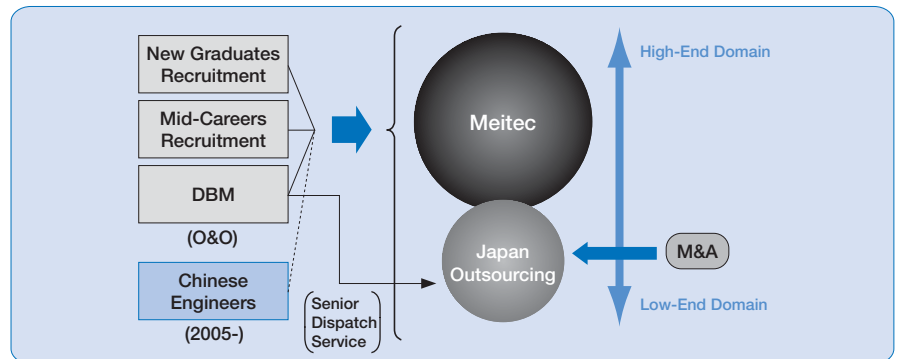 New Graduates
Recruitment
Mid-Careers
Recruitment
DBM
(O&O)
Chinese
Engineers
(2005-)
Senior
Dispatch
Service
Meitec
Japan
Outsourcing
High-End Domain
M&A
Low-End Domain